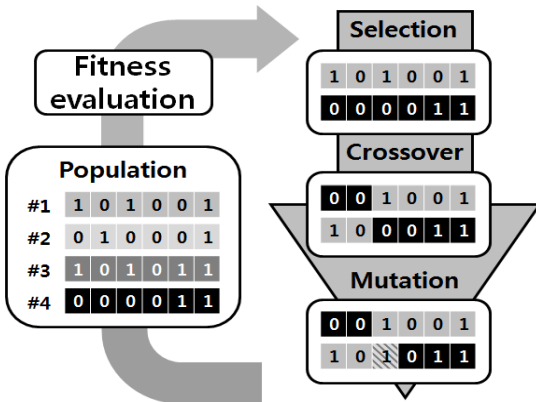 Fitness
evaluation
Population
#1 1 0 1 0 0 1
#2 0 1 0 0 0 1
#3 1 0 1 0 1 1
#4 0 0 0 0 1 1
Selection
1 0 1 0 0 1
0 0 0 0 1 1
Crossover
0 0 1 0 0 1
1 0 0 0 1 1
Mutation
0 0 1 0 0 1
1 0 1 0 1 1